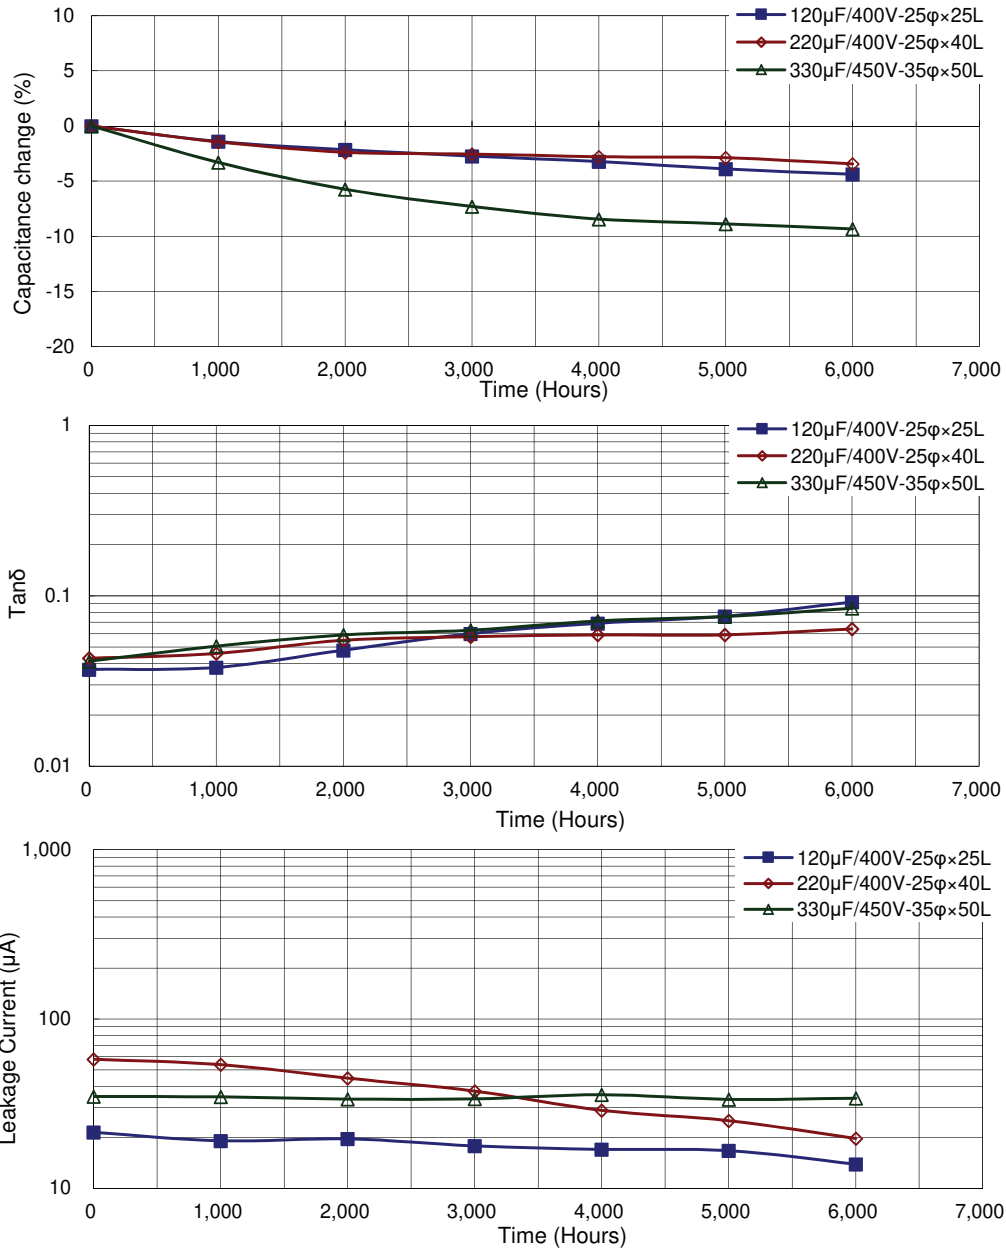 10
5
0
-5
-10
-15
-20
Capacitance change (%)
120µF/400V-25φ×25L
220µF/400V-25φ×40L
330µF/450V-35φ×50L
0 1,000 2,000 3,000 4,000 5,000 6,000 7,000
Time (Hours)
1
0.1
0.01
Tanδ
120µF/400V-25φ×25L
220µF/400V-25φ×40L
330µF/450V-35φ×50L
0 1,000 2,000 3,000 4,000 5,000 6,000 7,000
Time (Hours)
1,000
100
10
Leakage Current (µA)
120µF/400V-25φ×25L
220µF/400V-25φ×40L
330µF/450V-35φ×50L
0 1,000 2,000 3,000 4,000 5,000 6,000 7,000
Time (Hours)